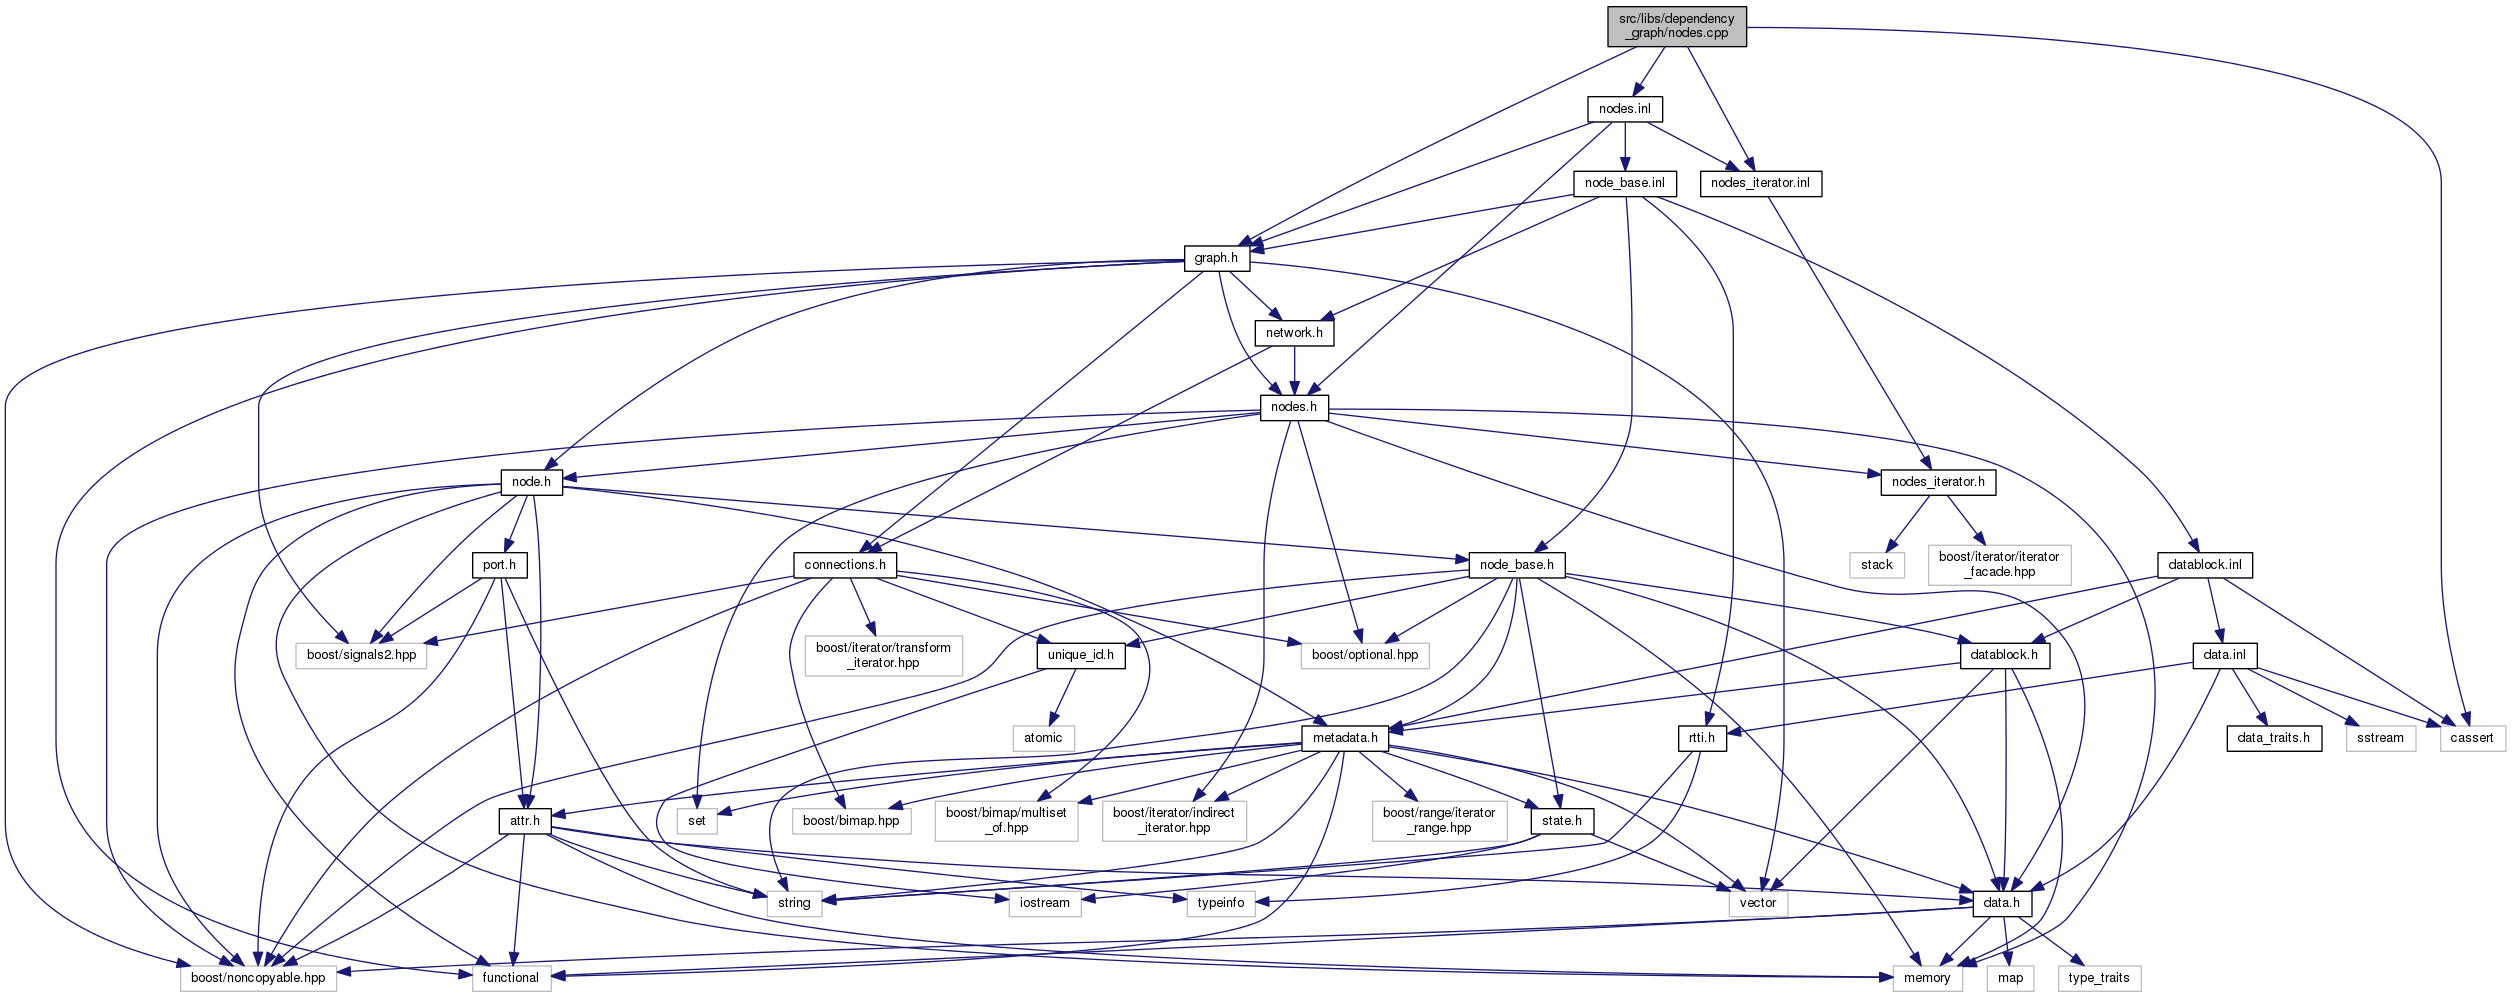 src/libs/dependency
_graph/nodes.cpp
nodes.inl
node_base.inl
nodes_iterator.inl
graph.h
network.h
nodes.h
node.h
nodes_iterator.h
port.h
connections.h
node_base.h
stack
boost/iterator/iterator
_facade.hpp
datablock.inl
boost/signals2.hpp
boost/iterator/transform
_iterator.hpp
unique_id.h
boost/optional.hpp
datablock.h
data.inl
atomic
metadata.h
rtti.h
data_traits.h
sstream
cassert
attr.h
set
boost/bimap.hpp
boost/bimap/multiset
_of.hpp
boost/iterator/indirect
_iterator.hpp
boost/range/iterator
_range.hpp
state.h
string
iostream
typeinfo
vector
data.h
boost/noncopyable.hpp
functional
memory
map
type_traits